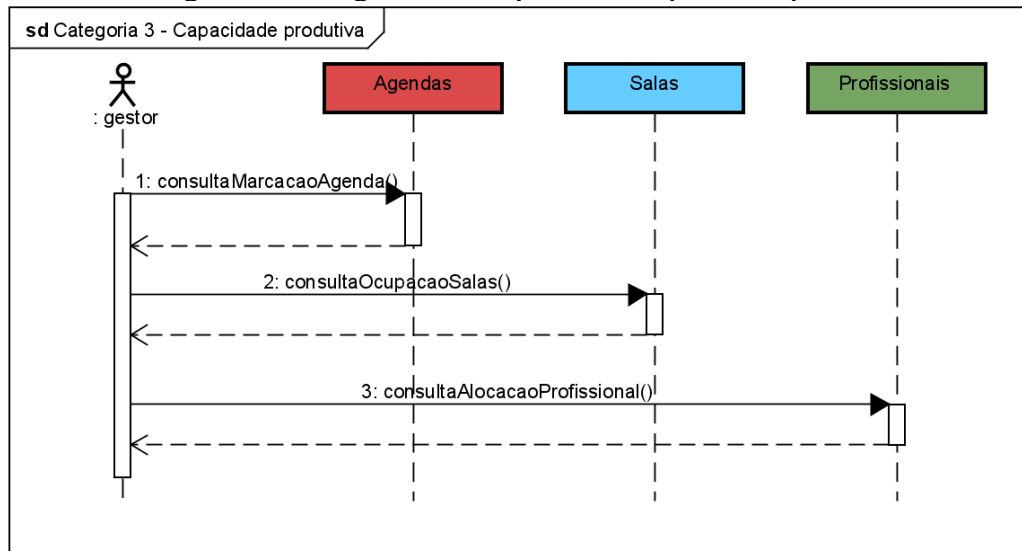 sd Categoria 3 - Capacidade produtiva
: gestor
Agendas
Salas
Profissionais
1: consultaMarcacaoAgenda()
2: consultaOcupacaoSalas()
3: consultaAlocacaoProfissional()